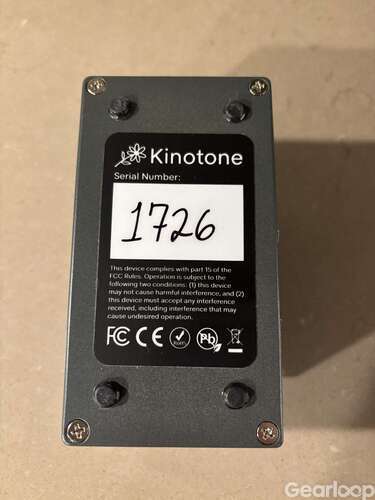 Kinotone
Serial Number:
1726
This device complies with part 15 of the
FCC Rules. Operation is subject to the
following two conditions: (1) this device
may not cause harmful interference, and (2)
this device must accept any interference
received, including interference that may
cause undesired operation.
FC CE RoHS Pb
Gearloop